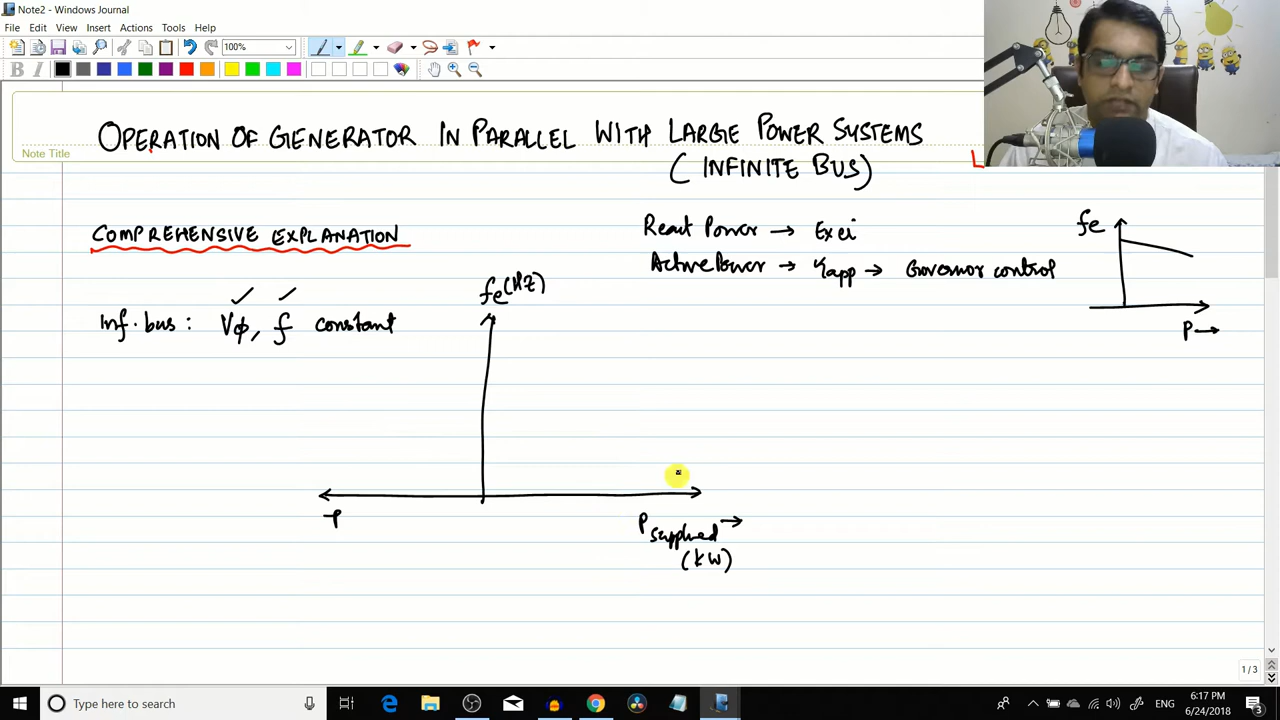 Note2 - Windows Journal
File Edit View Insert Actions Tools Help
100%
B I
OPERATION OF GENERATOR IN PARALLEL WITH LARGE POWER SYSTEMS
Note Title
( INFINITE BUS)
COMPREHENSIVE EXPLANATION
React Power → Exci
Active Power → τapp → Governor control
fe
P→
fe(Hz)
Inf. bus : Vφ, f constant
-P
Psupplied →
(kW)
1/3
Type here to search
ENG
6:17 PM
6/24/2018
3